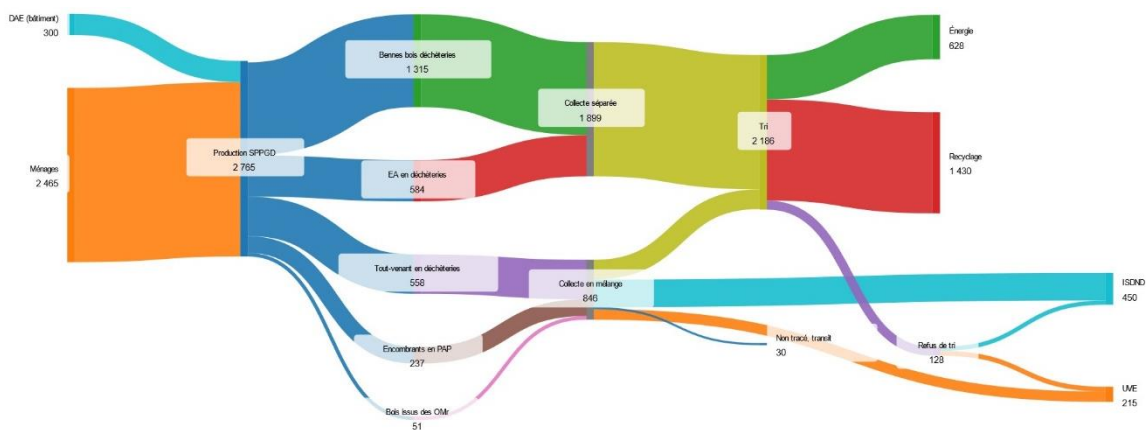 DAE (bâtiment)
300
Ménages
2 465
Production SPPGD
2 765
Bennes bois déchèteries
1 315
EA en déchèteries
584
Tout-venant en déchèteries
558
Encombrants en PAP
237
Bois issus des OMr
51
Collecte séparée
1 899
Collecte en mélange
846
Tri
2 186
Non tracé, transit
30
Énergie
628
Recyclage
1 430
Refus de tri
128
ISDND
450
UVE
215